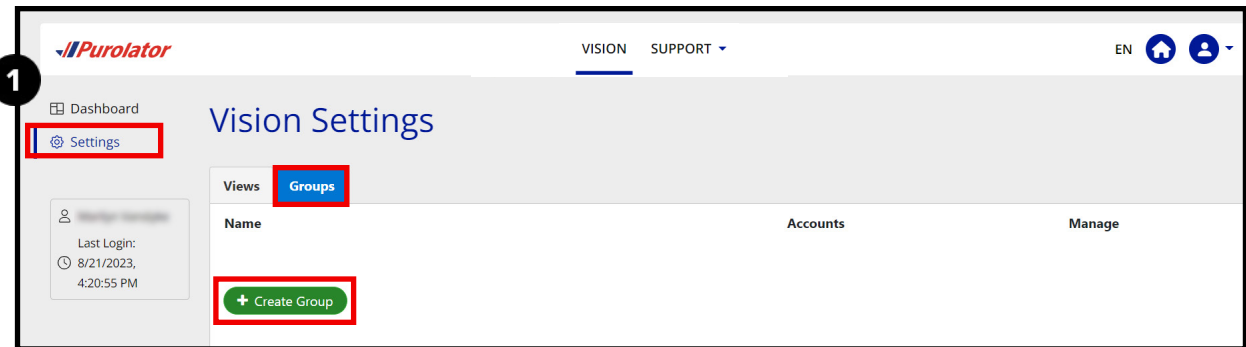 Purolator
VISION SUPPORT
EN
1
Dashboard
Settings
Vision Settings
Views Groups
Name Accounts Manage
Last Login:
8/21/2023,
4:20:55 PM
+ Create Group